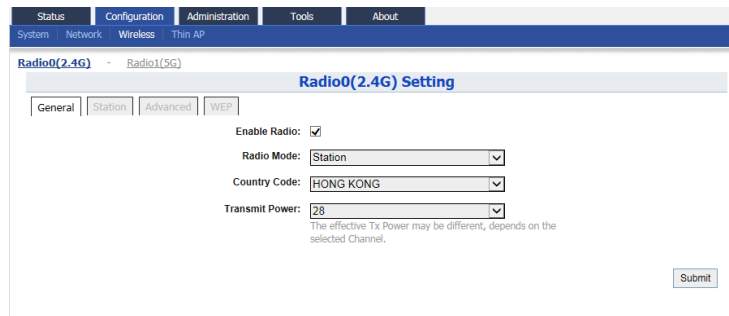 Status Configuration Administration Tools About
System Network Wireless Thin AP
Radio0(2.4G) - Radio1(5G)
Radio0(2.4G) Setting
General Station Advanced WEP
Enable Radio:
Radio Mode: Station
Country Code: HONG KONG
Transmit Power: 28
The effective Tx Power may be different, depends on the
selected Channel.
Submit